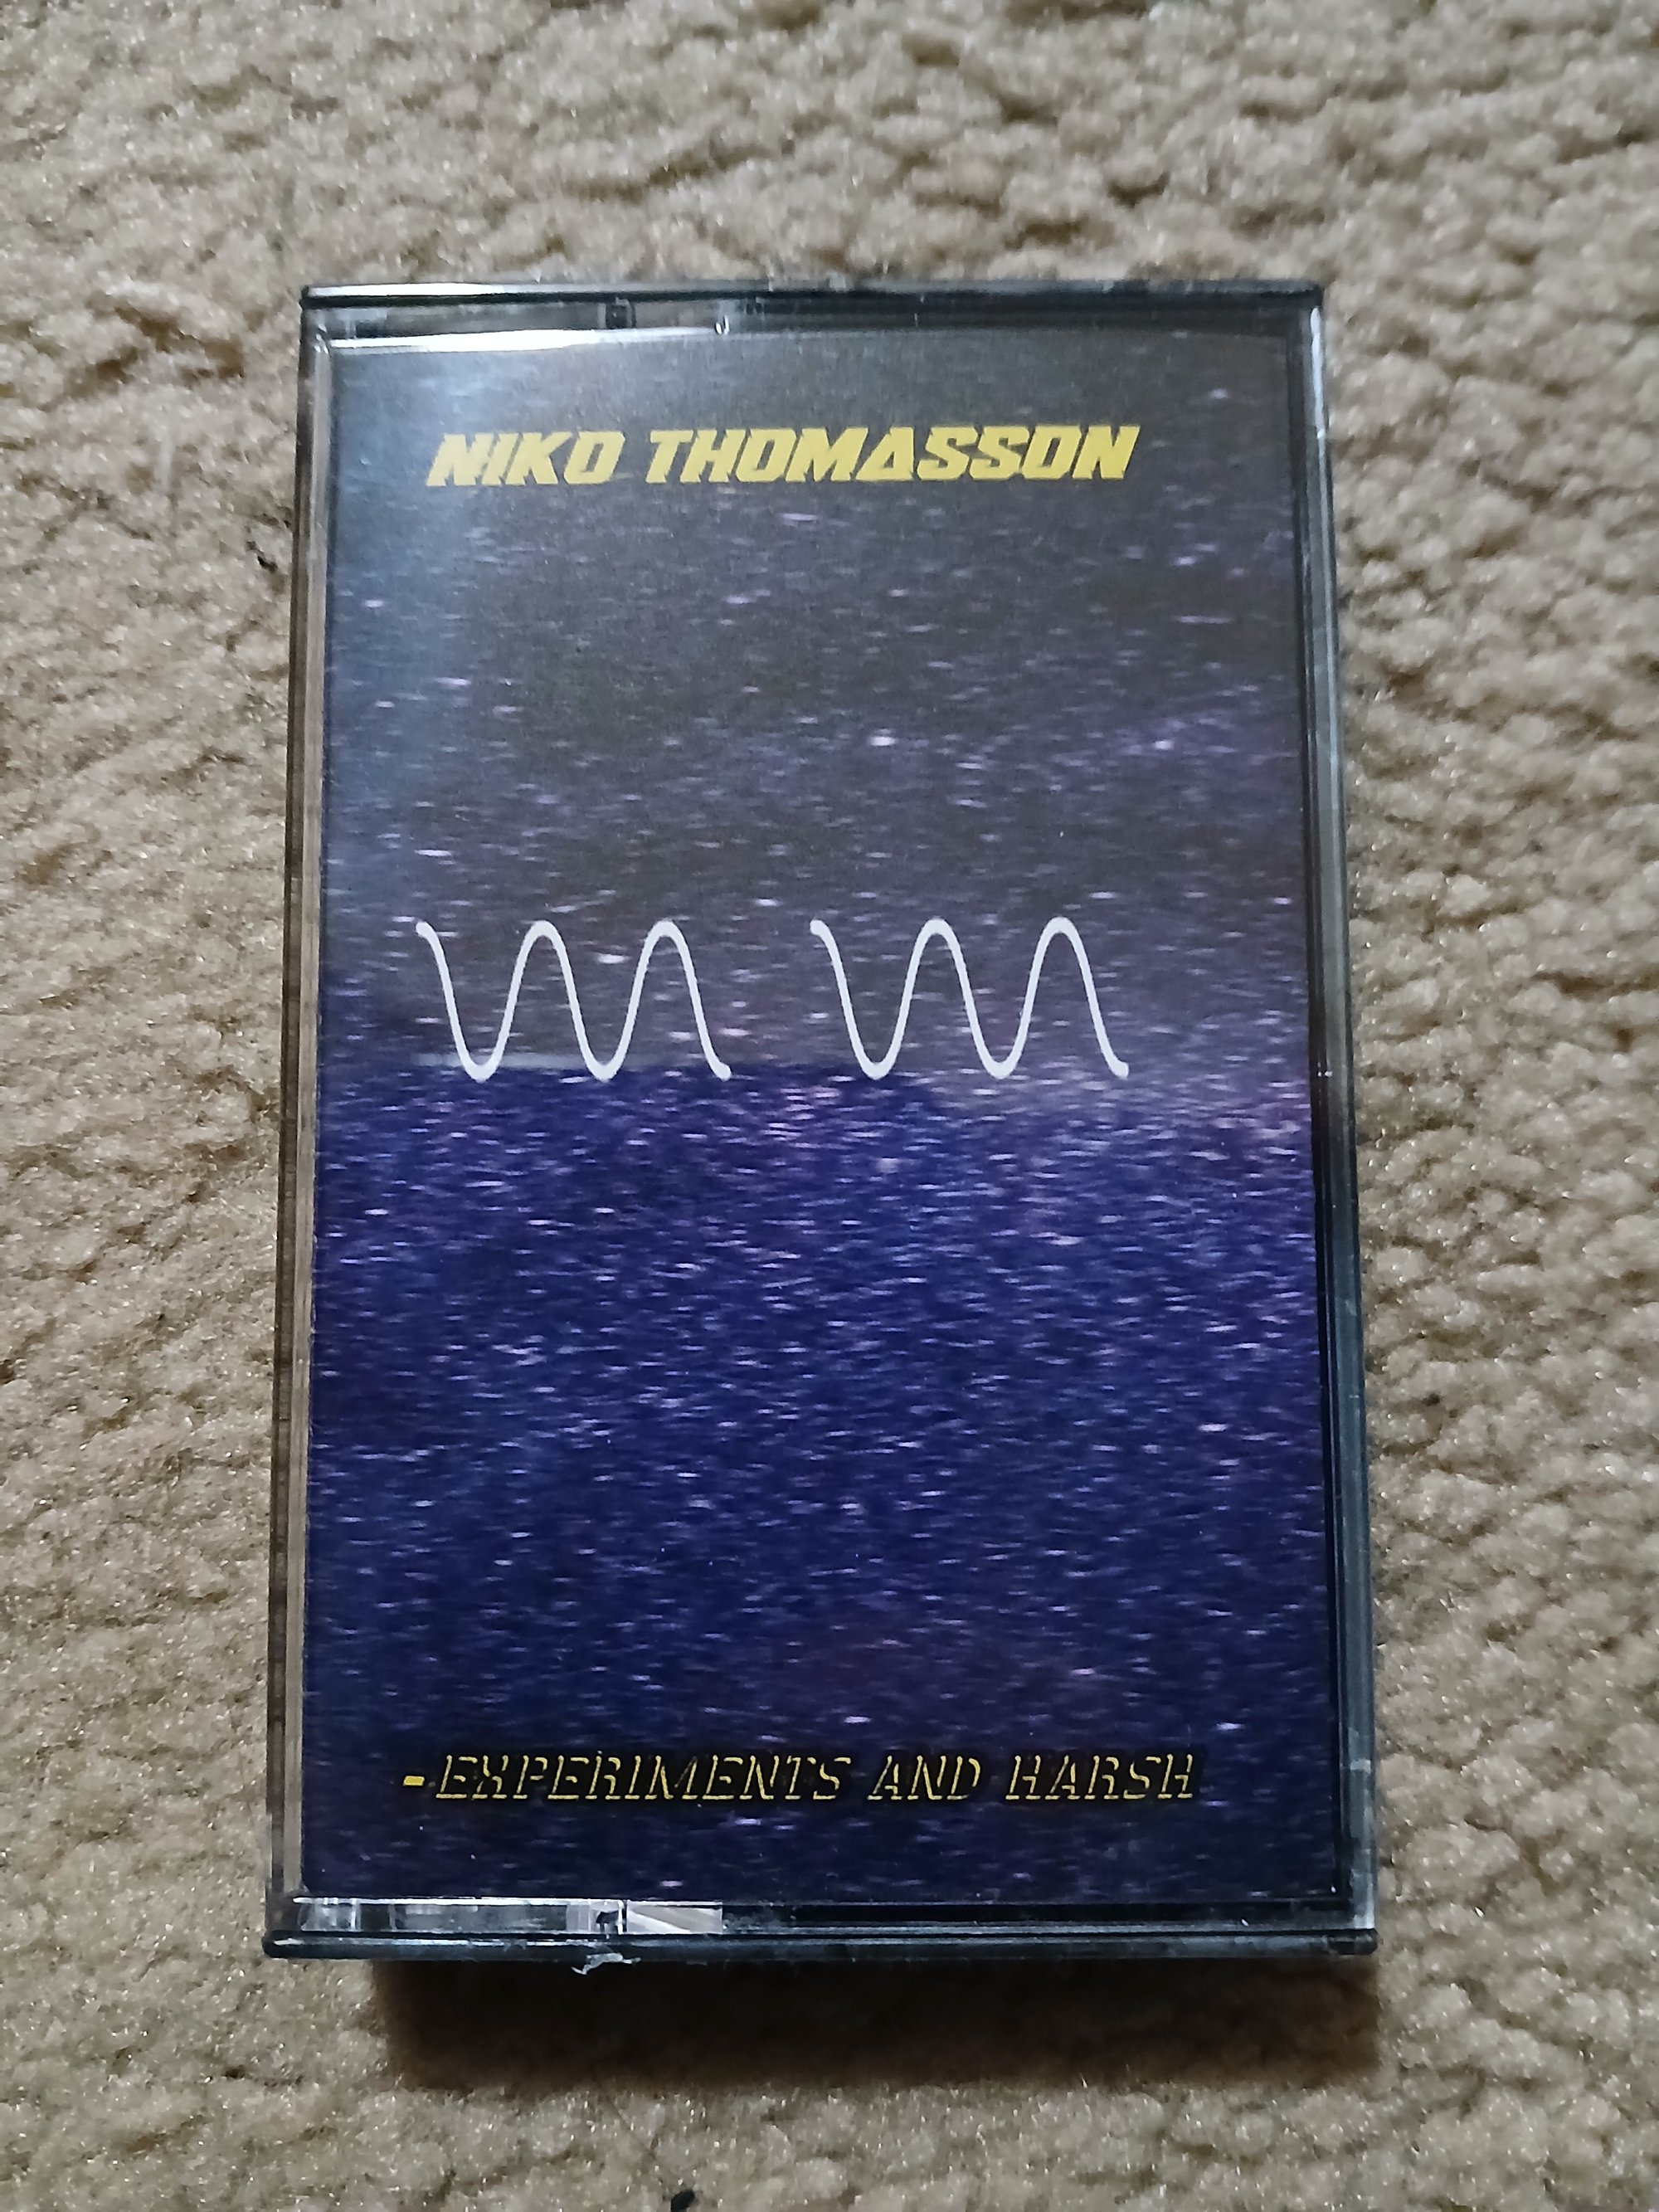 NIKO THOMASSON
-EXPERIMENTS AND HARSH